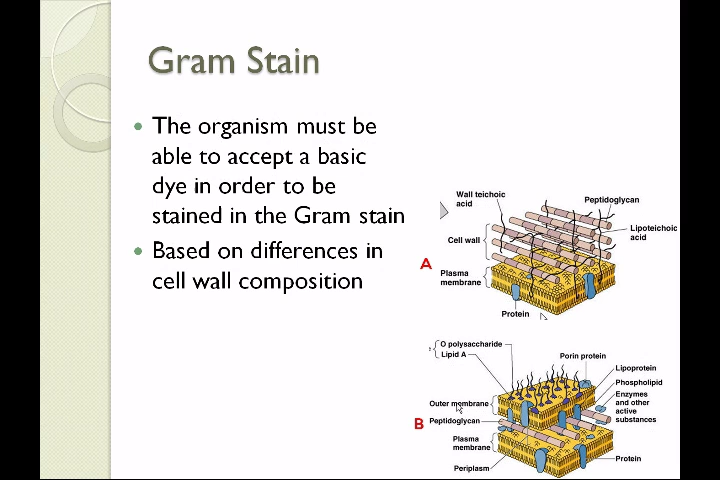 Gram Stain
The organism must be
able to accept a basic
dye in order to be
stained in the Gram stain
Based on differences in
cell wall composition
A
Wall teichoic
acid
Peptidoglycan
Lipoteichoic
acid
Cell wall
Plasma
membrane
Protein
B
O polysaccharide
Lipid A
Porin protein
Lipoprotein
Phospholipid
Enzymes
and other
active
substances
Outer membrane
Peptidoglycan
Plasma
membrane
Periplasm
Protein